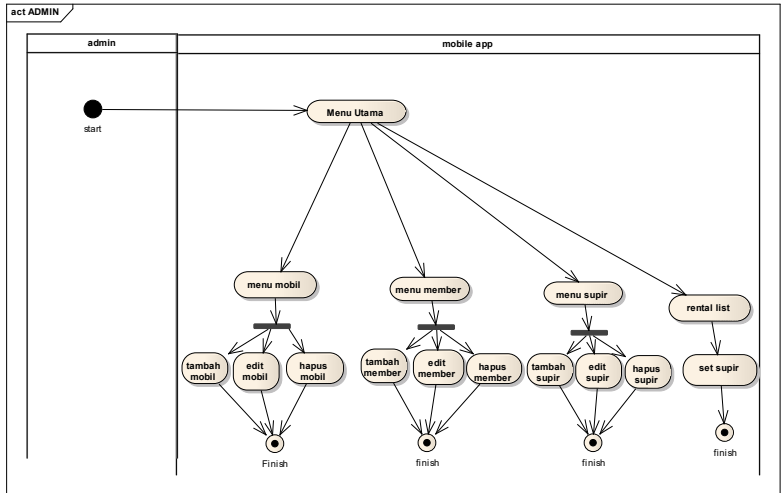 act ADMIN
admin
mobile app
start
Menu Utama
menu mobil
menu member
menu supir
rental list
tambah
mobil
edit
mobil
hapus
mobil
tambah
member
edit
member
hapus
member
tambah
supir
edit
supir
hapus
supir
set supir
Finish
finish
finish
finish